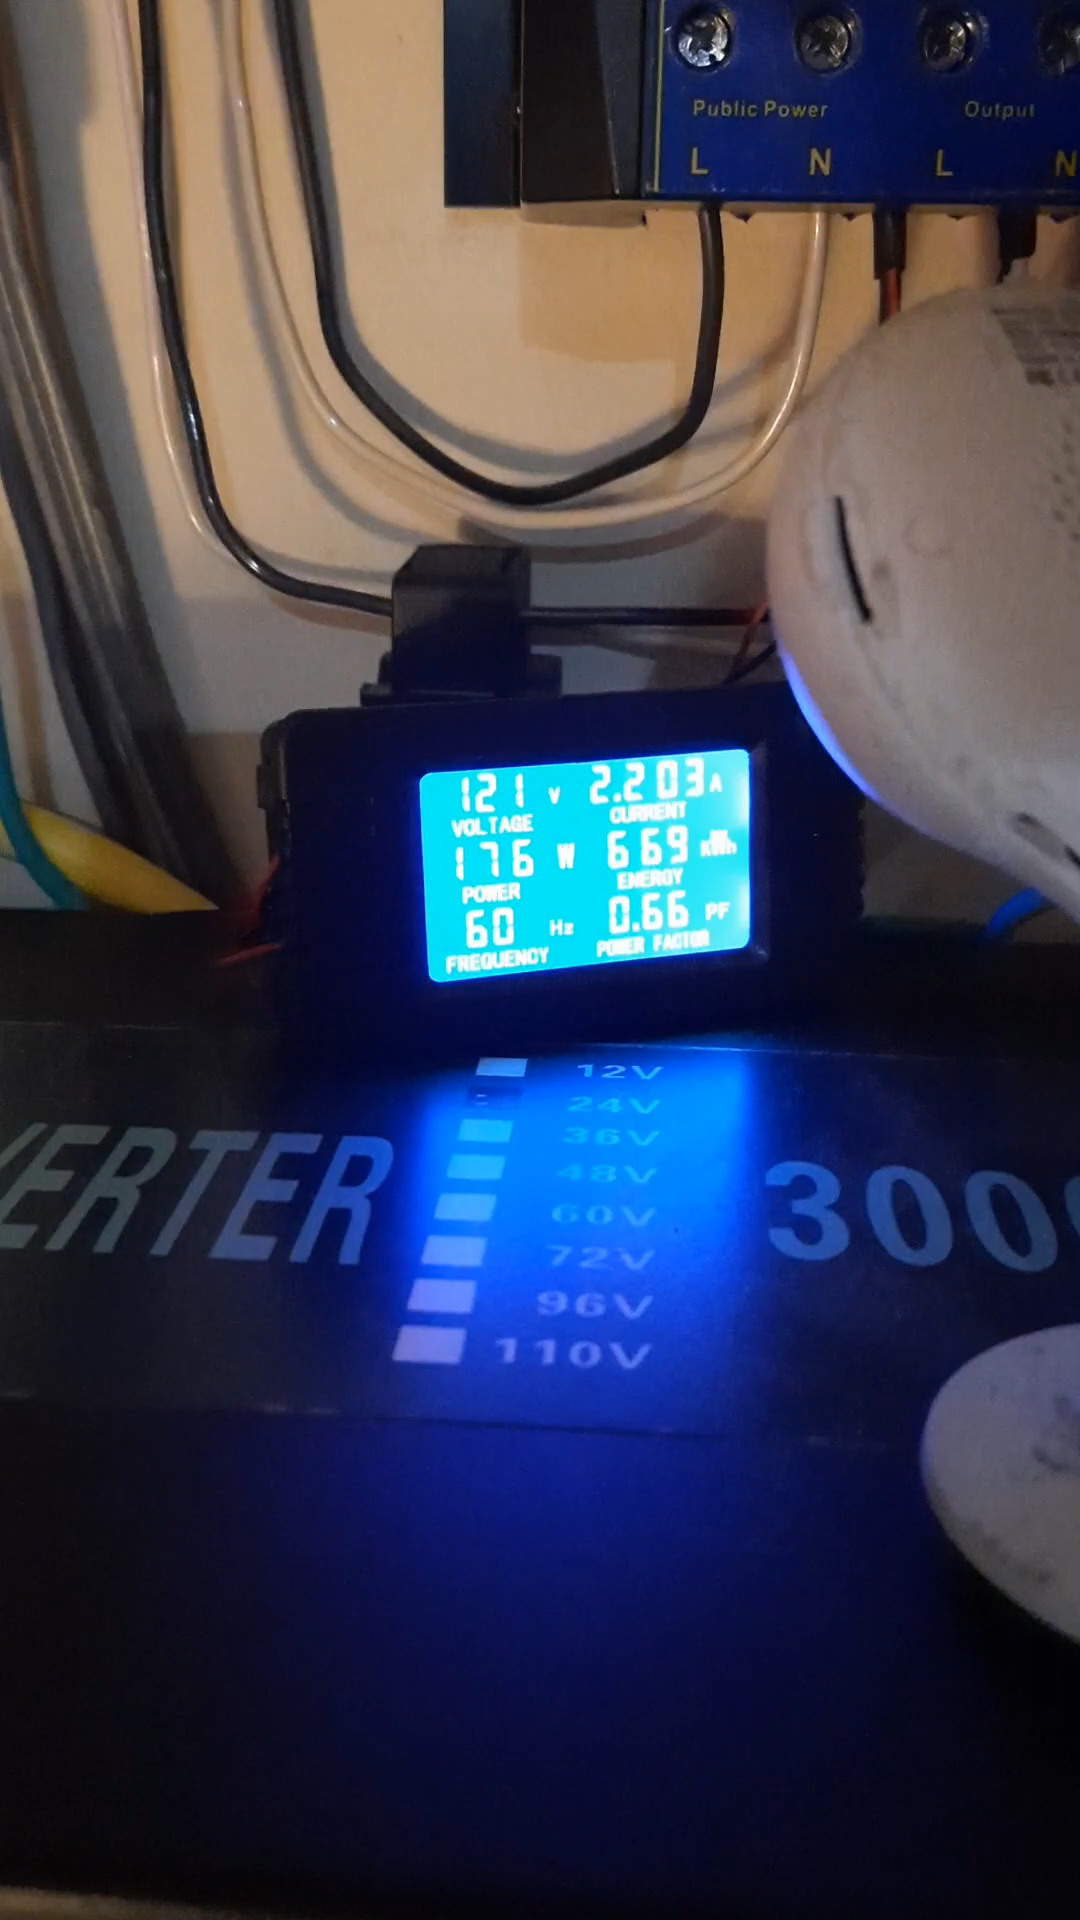 Public Power Output
L N L N
121 V 2.203 A
VOLTAGE CURRENT
176 W 669 KWh
POWER ENERGY
60 Hz 0.66 PF
FREQUENCY POWER FACTOR
12V
24V
36V
48V
60V
72V
96V
110V
VERTER 300